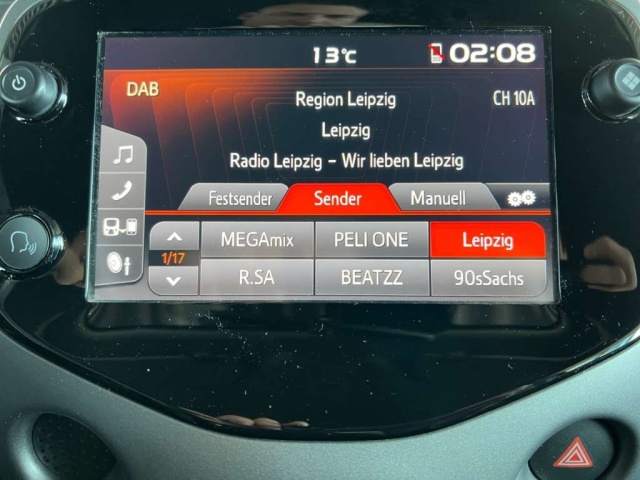 13°C 02:08
DAB
Region Leipzig CH 10A
Leipzig
Radio Leipzig - Wir lieben Leipzig
Festsender Sender Manuell
MEGAmix PELI ONE Leipzig
1/17
R.SA BEATZZ 90sSachs